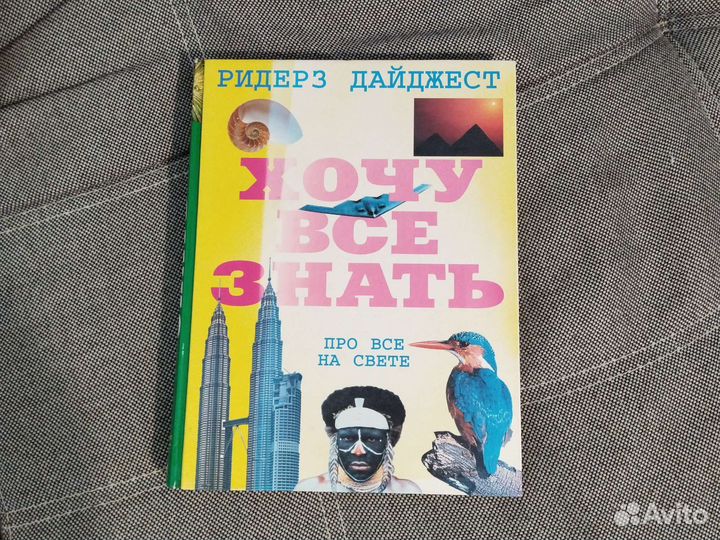 РИДЕРЗ ДАЙДЖЕСТ
ХОЧУ
ВСЕ
ЗНАТЬ
ПРО ВСЕ
НА СВЕТЕ
Avito